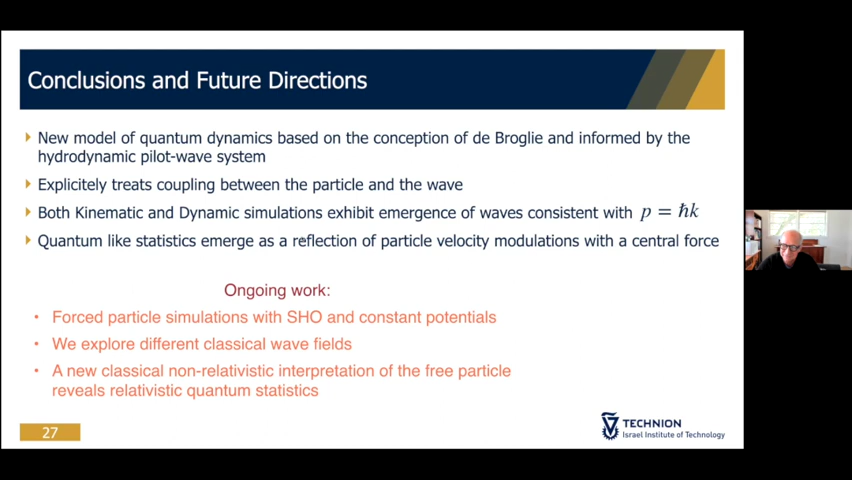 Conclusions and Future Directions
New model of quantum dynamics based on the conception of de Broglie and informed by the
hydrodynamic pilot-wave system
Explicitely treats coupling between the particle and the wave
Both Kinematic and Dynamic simulations exhibit emergence of waves consistent with p = ħk
Quantum like statistics emerge as a reflection of particle velocity modulations with a central force
Ongoing work:
• Forced particle simulations with SHO and constant potentials
• We explore different classical wave fields
• A new classical non-relativistic interpretation of the free particle
reveals relativistic quantum statistics
27
TECHNION
Israel Institute of Technology